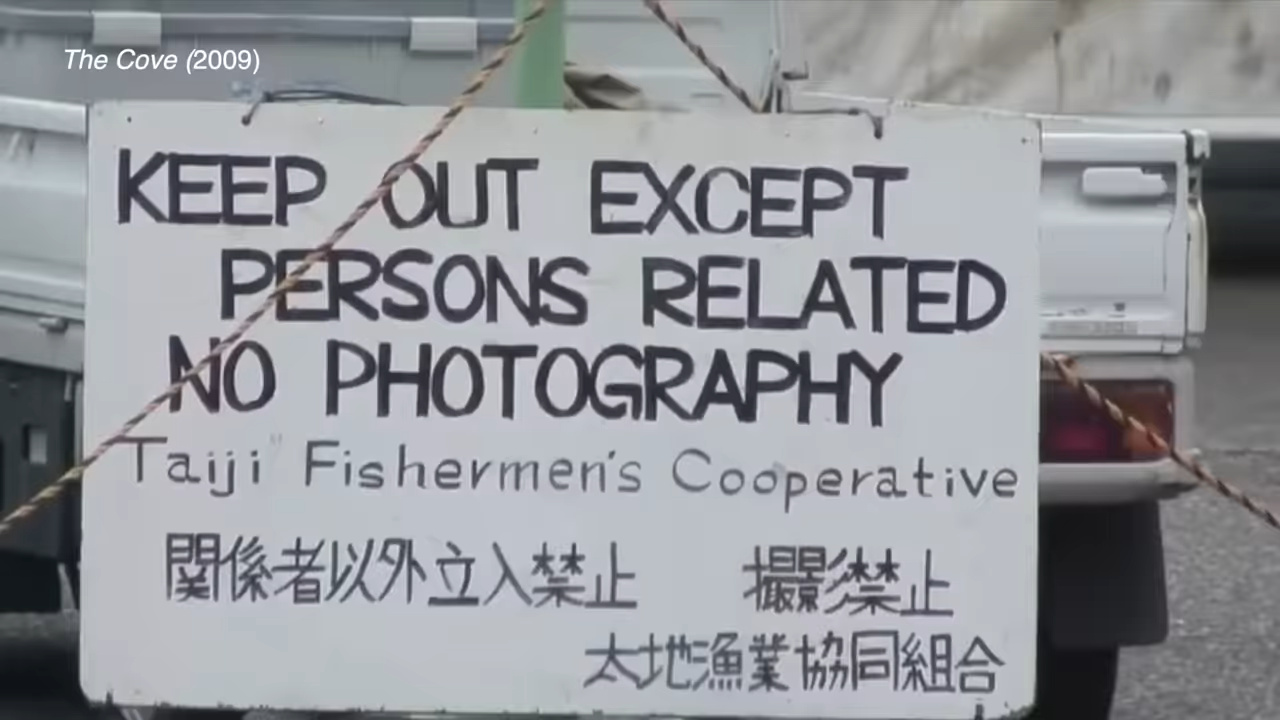 The Cove (2009)
KEEP OUT EXCEPT
PERSONS RELATED
NO PHOTOGRAPHY
"Taiji" Fishermen's Cooperative
関係者以外立入禁止 撮影禁止
太地漁業協同組合